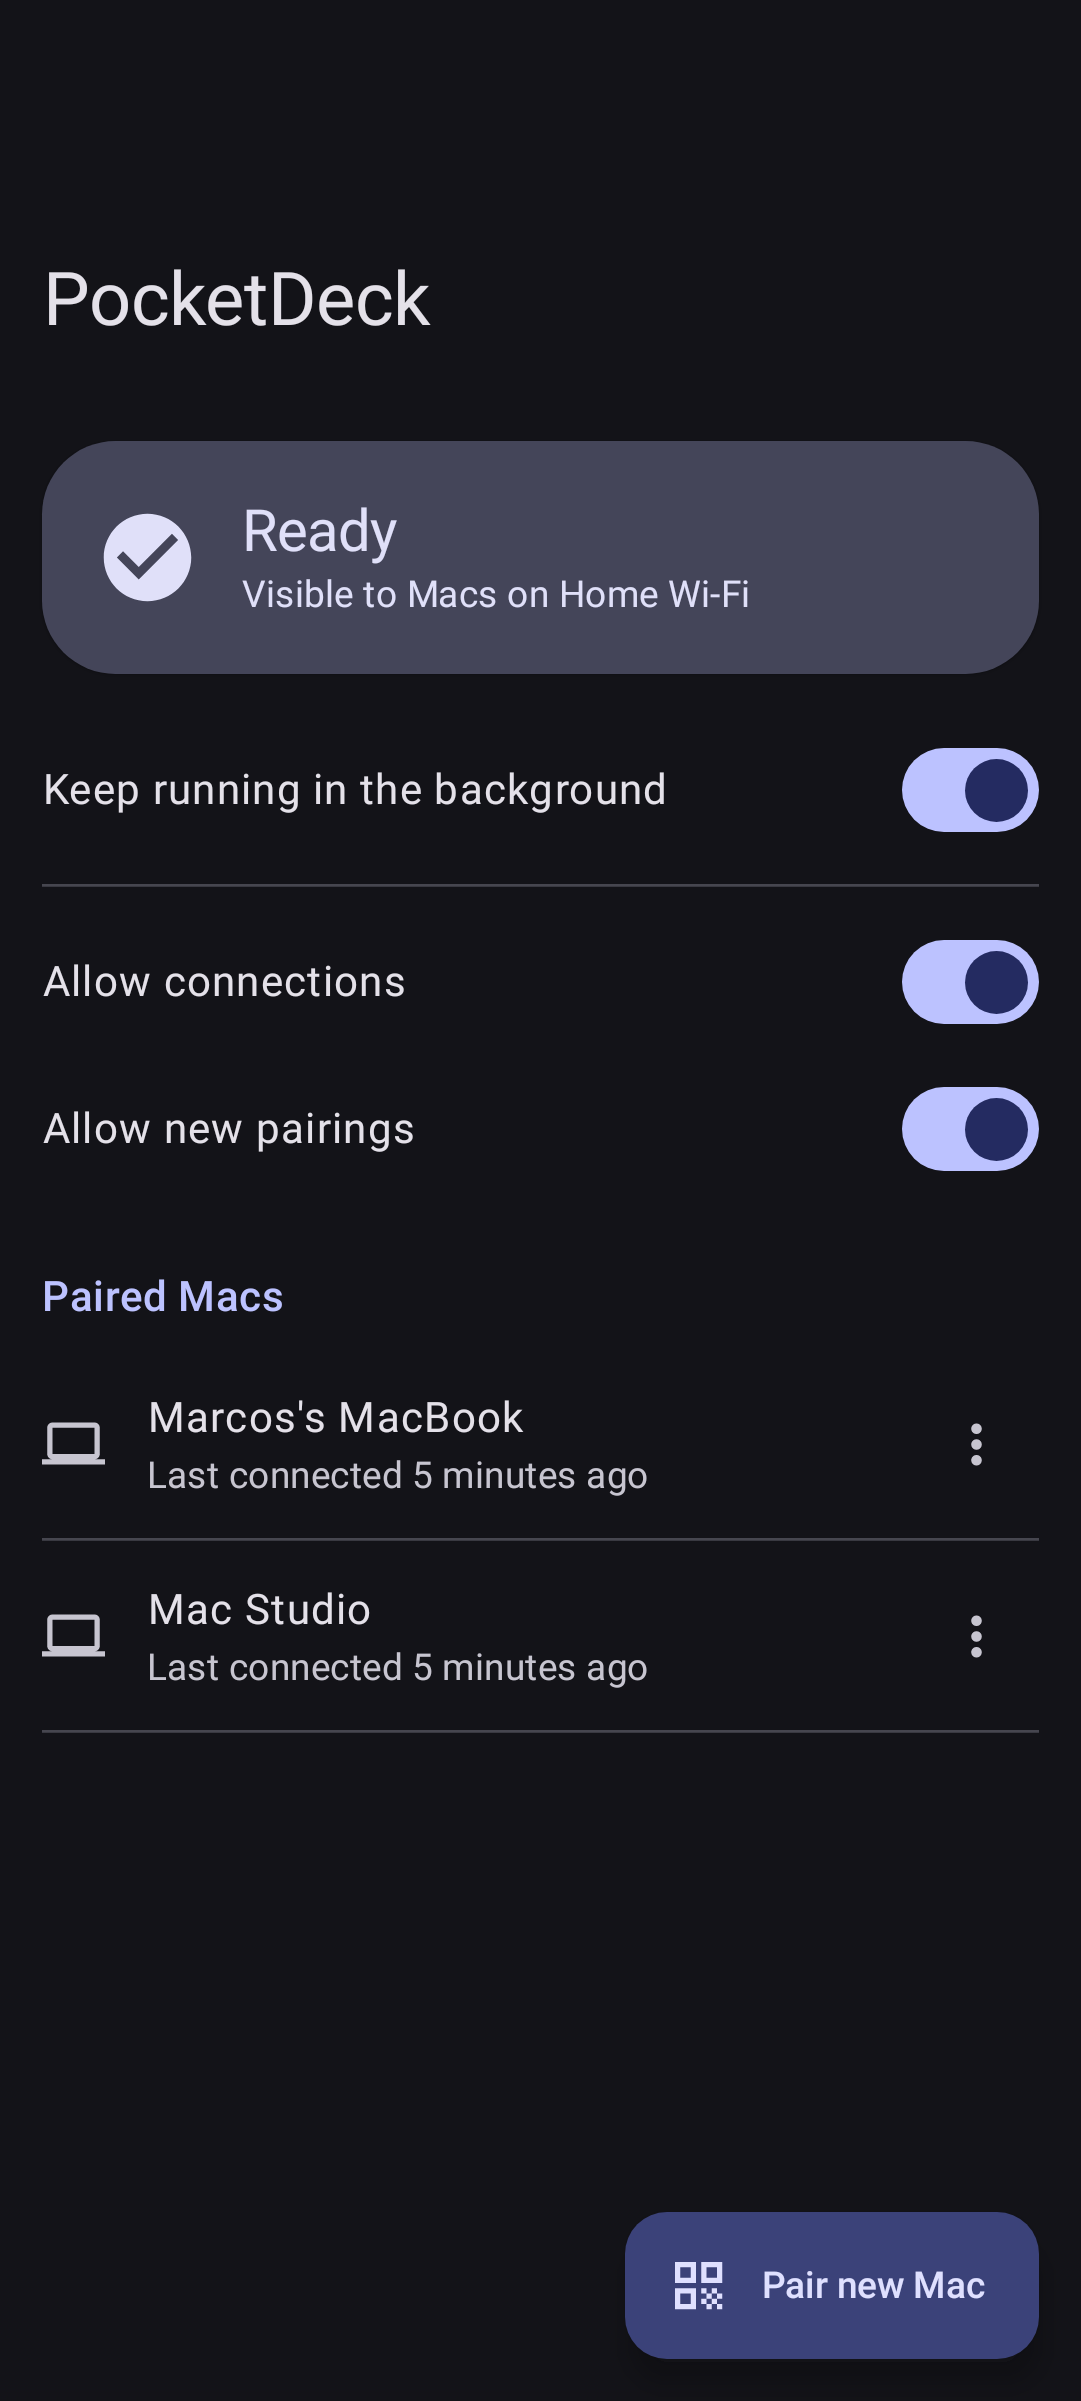 PocketDeck
Ready
Visible to Macs on Home Wi-Fi
Keep running in the background
Allow connections
Allow new pairings
Paired Macs
Marcos's MacBook
Last connected 5 minutes ago
Mac Studio
Last connected 5 minutes ago
Pair new Mac